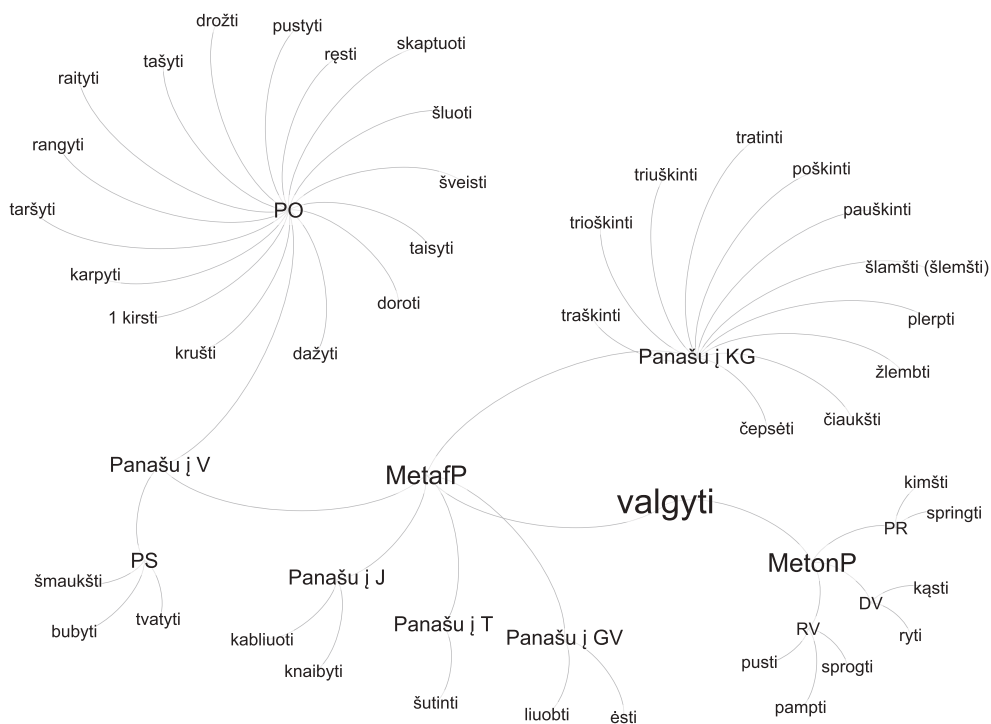 drožti
pustyti
skaptuoti
ręsti
tašyti
raityti
šluoti
rangyti
šveisti
taršyti
PO
taisyti
karpyti
doroti
1 kirsti
krušti
dažyti
tratinti
poškinti
triuškinti
pauškinti
trioškinti
šlamšti (šlemšti)
traškinti
plerpti
Panašu į KG
žlembti
čiaukšti
čepsėti
Panašu į V
MetafP
valgyti
kimšti
springti
PR
PS
MetonP
šmaukšti
tvatyti
bubyti
Panašu į J
kabliuoti
knaibyti
Panašu į T
šutinti
Panašu į GV
liuobti
ėsti
kąsti
DV
ryti
RV
pusti
sprogti
pampti